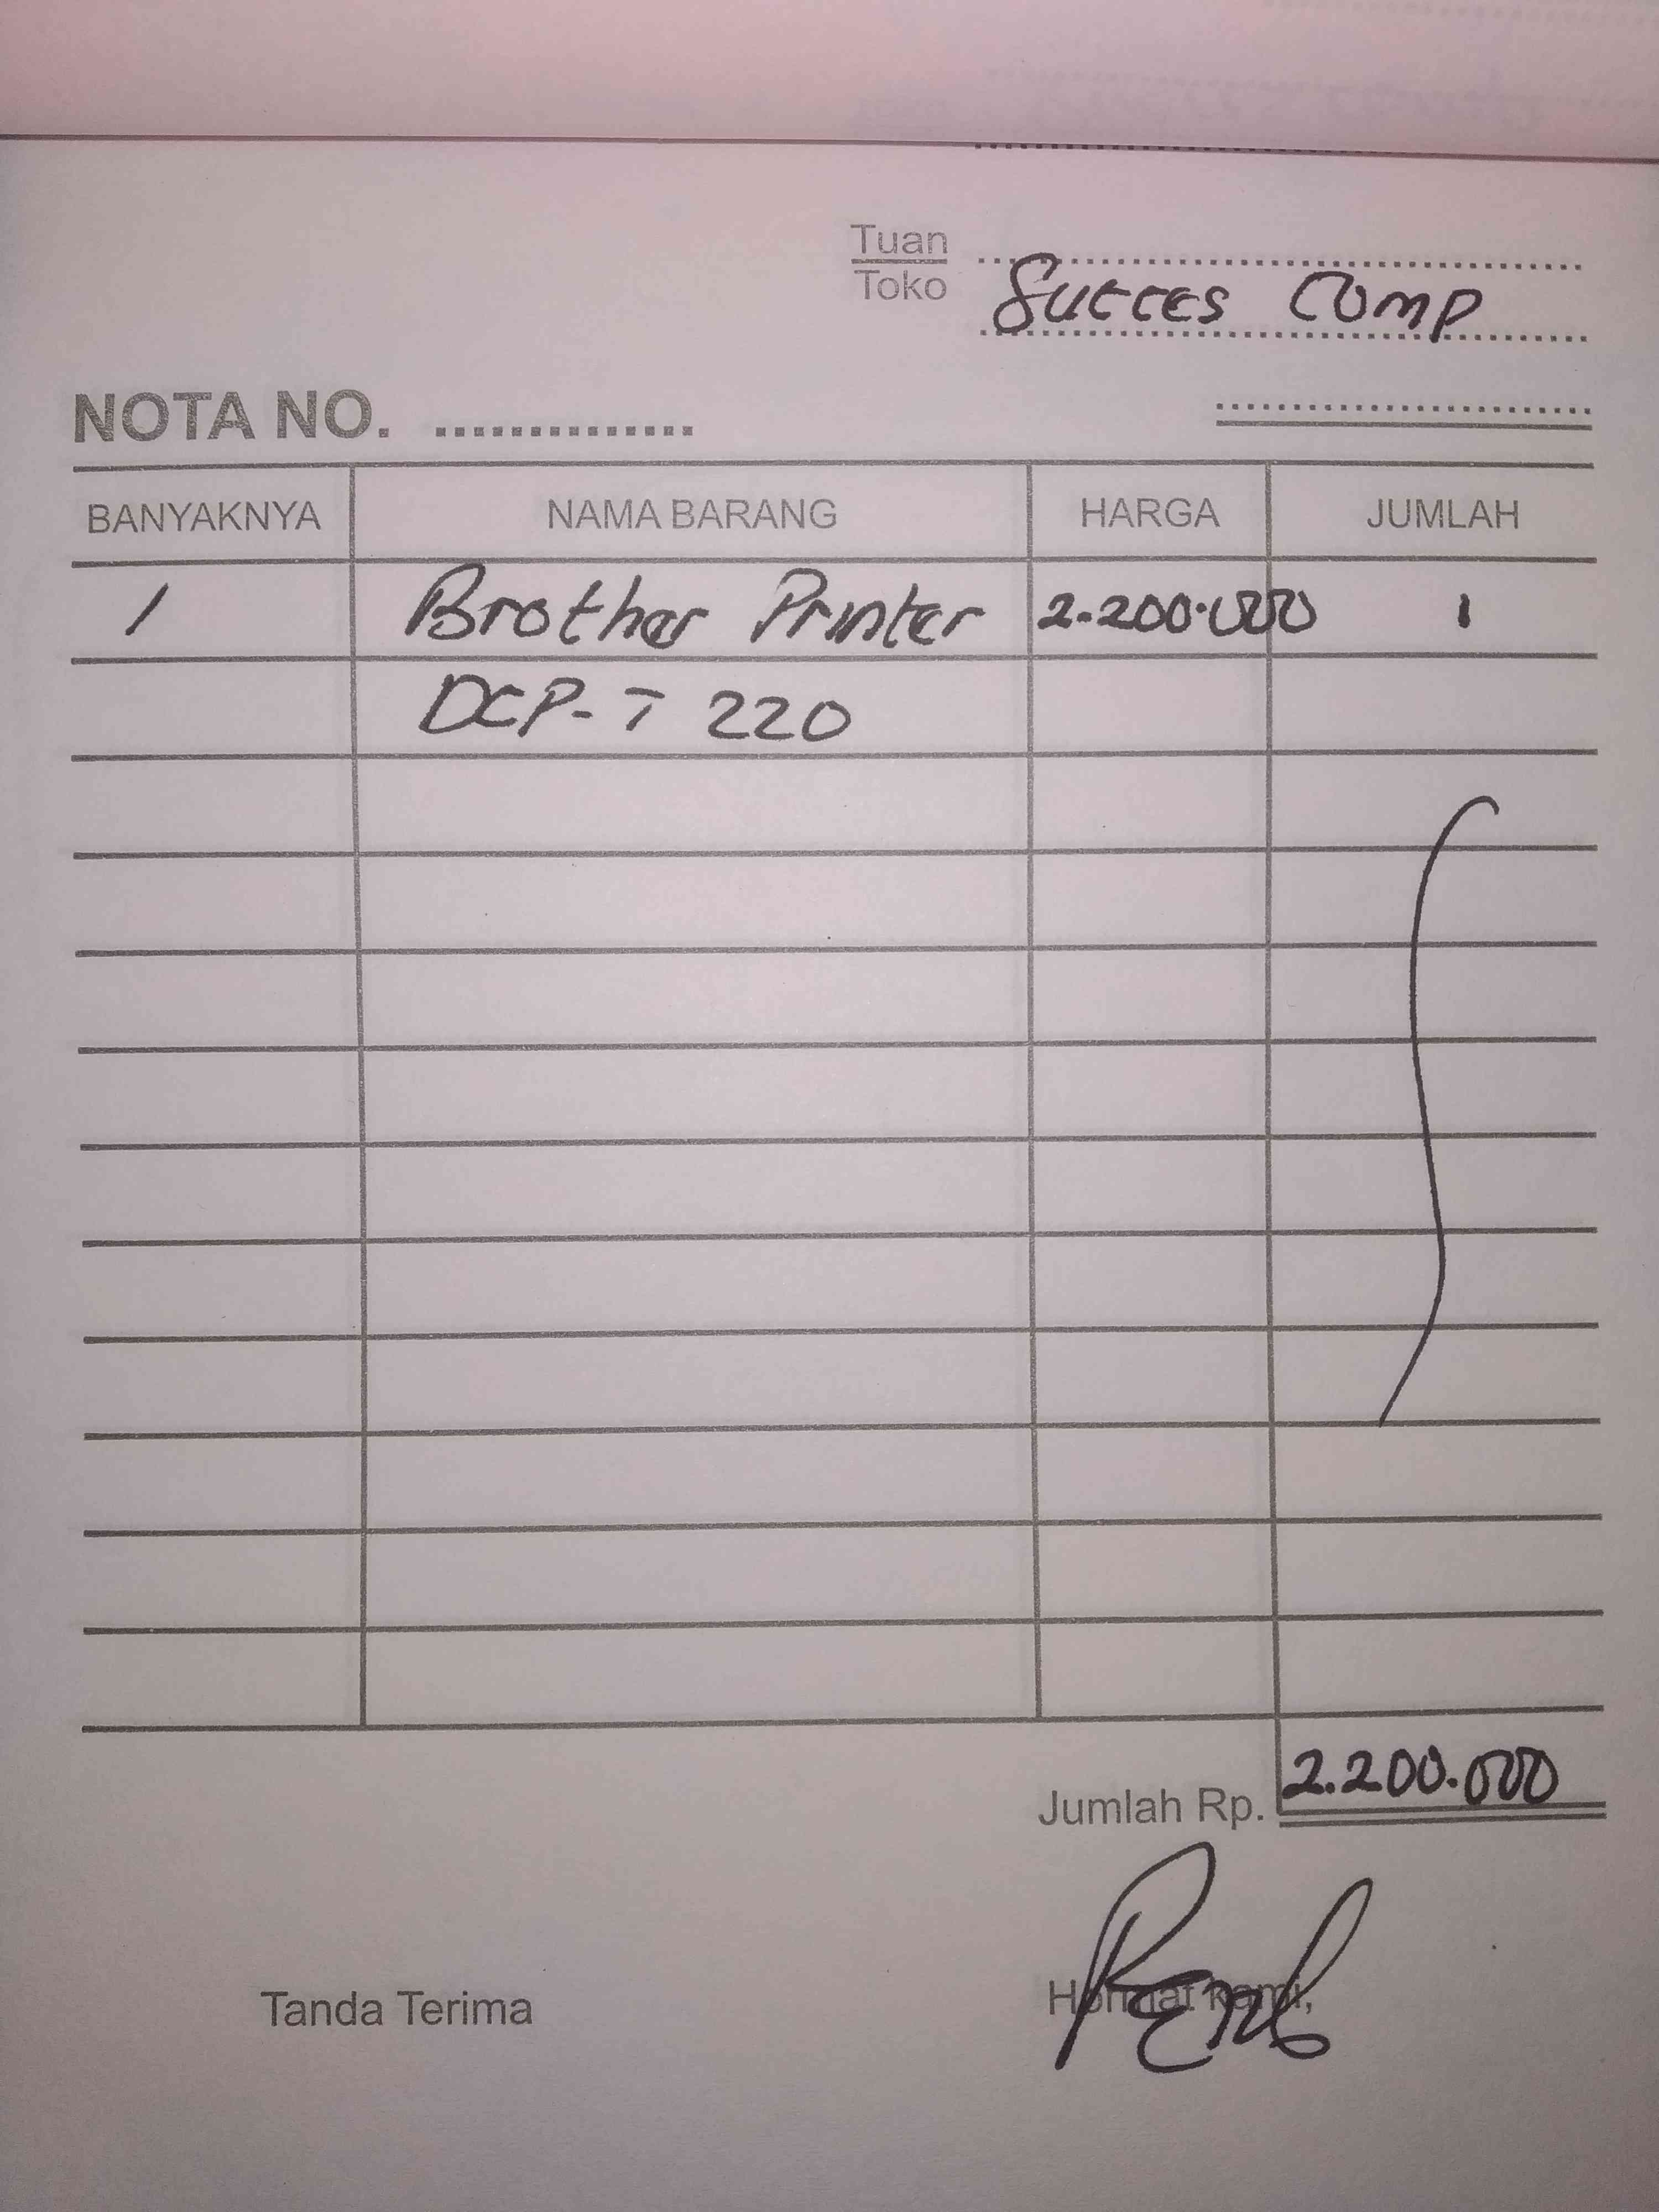 Tuan
Toko Succes Comp
NOTA NO. ..............
BANYAKNYA NAMA BARANG HARGA JUMLAH
1 Brother Printer 2.200.000 1
DCP-T 220
Jumlah Rp. 2.200.000
Tanda Terima Hormat kami,